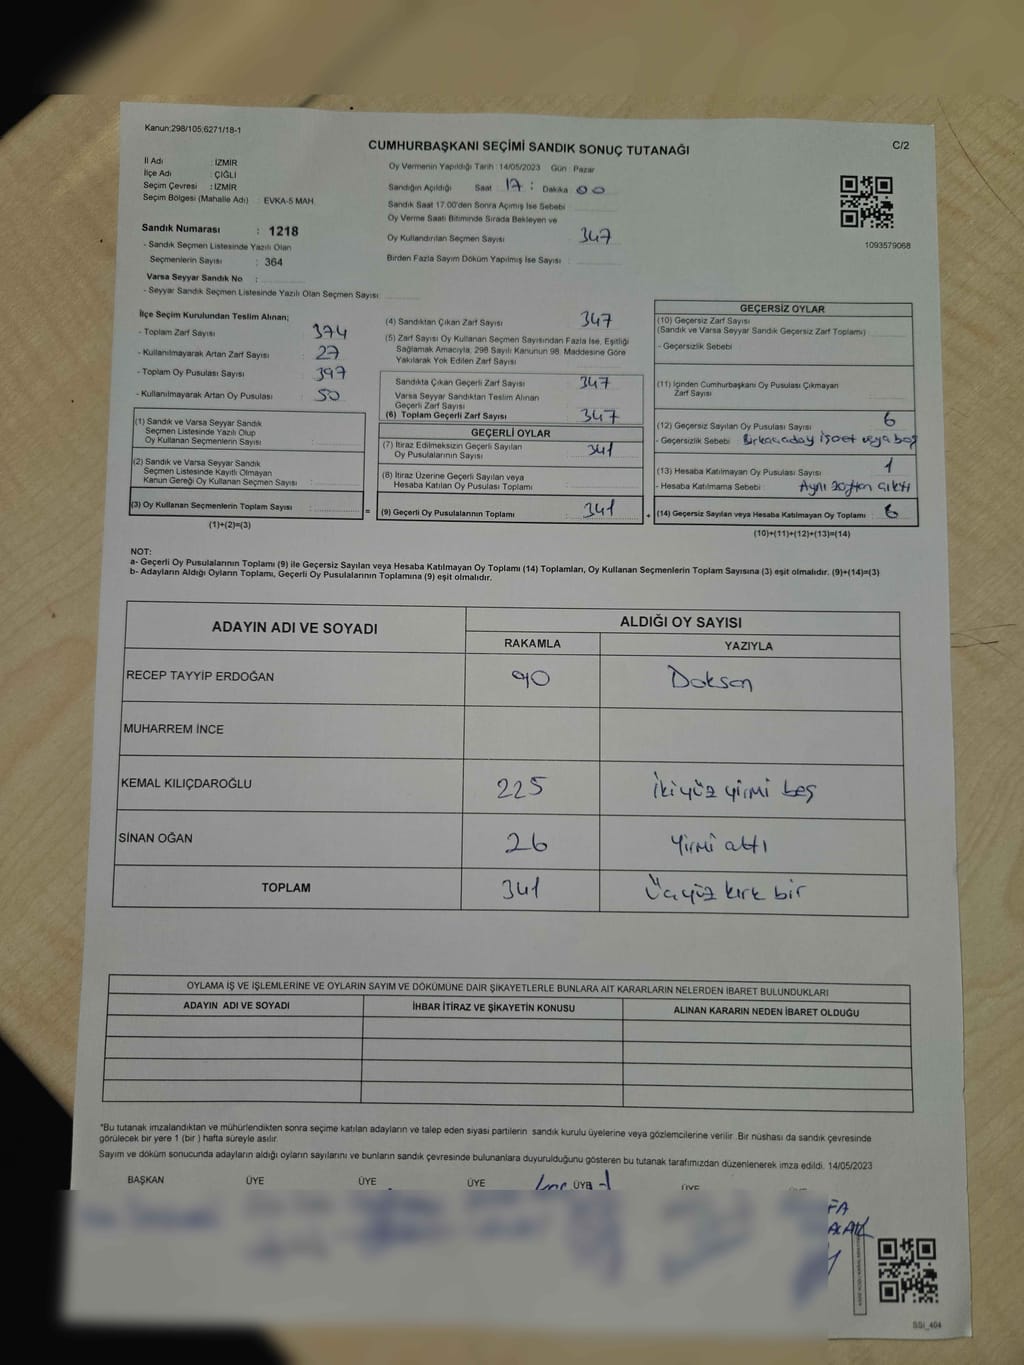 Kanun:298/105;6271/18-1
CUMHURBAŞKANI SEÇİMİ SANDIK SONUÇ TUTANAĞI
C/2
İl Adı : İZMİR
İlçe Adı : ÇİĞLİ
Seçim Çevresi : İZMİR
Seçim Bölgesi (Mahalle Adı) : EVKA-5 MAH.
Oy Vermenin Yapıldığı Tarih : 14/05/2023 Gün : Pazar
Sandığın Açıldığı Saat 17 : Dakika 00
Sandık Saat 17:00'den Sonra Açımış İse Sebebi
Oy Verme Saati Bitiminde Sırada Bekleyen ve
Oy Kullandırılan Seçmen Sayısı 347
Birden Fazla Sayım Döküm Yapılmış İse Sayısı :
1093579068
Sandık Numarası : 1218
- Sandık Seçmen Listesinde Yazılı Olan
Seçmenlerin Sayısı : 364
Varsa Seyyar Sandık No :
- Seyyar Sandık Seçmen Listesinde Yazılı Olan Seçmen Sayısı:
İlçe Seçim Kurulundan Teslim Alınan;
- Toplam Zarf Sayısı : 374
- Kullanılmayarak Artan Zarf Sayısı : 27
- Toplam Oy Pusulası Sayısı : 397
- Kullanılmayarak Artan Oy Pusulası : 50
(1) Sandık ve Varsa Seyyar Sandık
Seçmen Listesinde Yazılı Olup
Oy Kullanan Seçmenlerin Sayısı :
(2) Sandık ve Varsa Seyyar Sandık
Seçmen Listesinde Kayıtlı Olmayan
Kanun Gereği Oy Kullanan Seçmen Sayısı :
(3) Oy Kullanan Seçmenlerin Toplam Sayısı :
(1)+(2)=(3)
=
(4) Sandıktan Çıkan Zarf Sayısı : 347
(5) Zarf Sayısı Oy Kullanan Seçmen Sayısından Fazla İse, Eşitliği
Sağlamak Amacıyla, 298 Sayılı Kanunun 98. Maddesine Göre
Yakılarak Yok Edilen Zarf Sayısı
Sandıkta Çıkan Geçerli Zarf Sayısı : 347
Varsa Seyyar Sandıktan Teslim Alınan
Geçerli Zarf Sayısı :
(6) Toplam Geçerli Zarf Sayısı : 347
GEÇERLİ OYLAR
(7) İtiraz Edilmeksizin Geçerli Sayılan
Oy Pusulalarının Sayısı : 341
(8) İtiraz Üzerine Geçerli Sayılan veya
Hesaba Katılan Oy Pusulası Toplamı :
(9) Geçerli Oy Pusulalarının Toplamı : 341
+
GEÇERSİZ OYLAR
(10) Geçersiz Zarf Sayısı
(Sandık ve Varsa Seyyar Sandık Geçersiz Zarf Toplamı)
- Geçersizlik Sebebi
(11) İçinden Cumhurbaşkanı Oy Pusulası Çıkmayan
Zarf Sayısı :
(12) Geçersiz Sayılan Oy Pusulası Sayısı : 6
- Geçersizlik Sebebi : Birkaç aday işaret veya boş
(13) Hesaba Katılmayan Oy Pusulası Sayısı : 1
- Hesaba Katılmama Sebebi : Aynı zarftan çıktı
(14) Geçersiz Sayılan veya Hesaba Katılmayan Oy Toplamı : 6
(10)+(11)+(12)+(13)=(14)
NOT:
a- Geçerli Oy Pusulalarının Toplamı (9) ile Geçersiz Sayılan veya Hesaba Katılmayan Oy Toplamı (14) Toplamları, Oy Kullanan Seçmenlerin Toplam Sayısına (3) eşit olmalıdır. (9)+(14)=(3)
b- Adayların Aldığı Oyların Toplamı, Geçerli Oy Pusulalarının Toplamına (9) eşit olmalıdır.
ADAYIN ADI VE SOYADI
ALDIĞI OY SAYISI
RAKAMLA YAZIYLA
RECEP TAYYİP ERDOĞAN 90 Doksan
MUHARREM İNCE
KEMAL KILIÇDAROĞLU 225 İkiyüz yirmi beş
SİNAN OĞAN 26 Yirmi altı
TOPLAM 341 Üçyüz kırk bir
OYLAMA İŞ VE İŞLEMLERİNE VE OYLARIN SAYIM VE DÖKÜMÜNE DAİR ŞİKAYETLERLE BUNLARA AİT KARARLARIN NELERDEN İBARET BULUNDUKLARI
ADAYIN ADI VE SOYADI İHBAR İTİRAZ VE ŞİKAYETİN KONUSU ALINAN KARARIN NEDEN İBARET OLDUĞU
"Bu tutanak imzalandıktan ve mühürlendikten sonra seçime katılan adayların ve talep eden siyasi partilerin sandık kurulu üyelerine veya gözlemcilerine verilir. Bir nüshası da sandık çevresinde
görülecek bir yere 1 (bir ) hafta süreyle asılır.
Sayım ve döküm sonucunda adayların aldığı oyların sayılarını ve bunların sandık çevresinde bulunanlara duyurulduğunu gösteren bu tutanak tarafımızdan düzenlenerek imza edildi. 14/05/2023
BAŞKAN ÜYE ÜYE ÜYE ÜYE
SSI_404